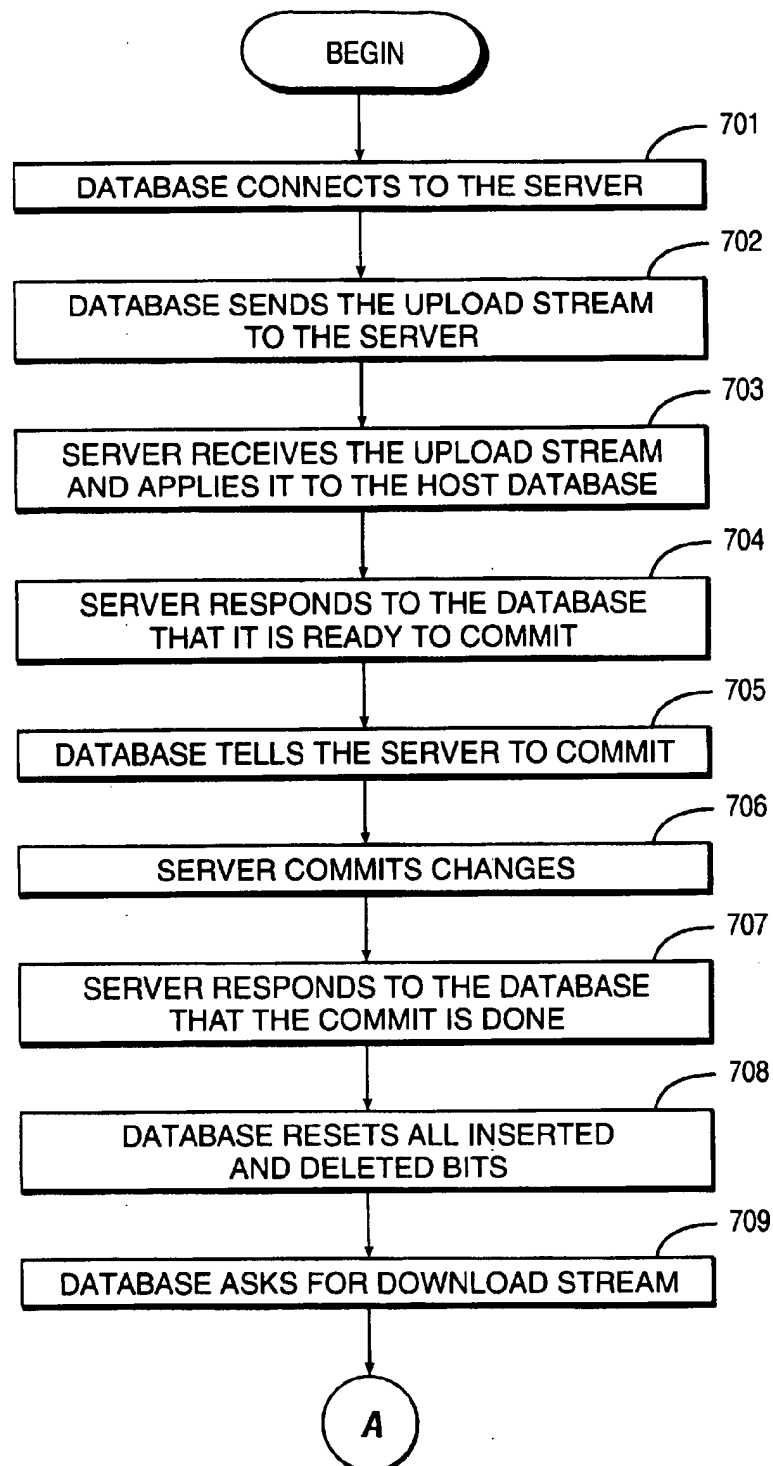 BEGIN
701
DATABASE CONNECTS TO THE SERVER
702
DATABASE SENDS THE UPLOAD STREAM
TO THE SERVER
703
SERVER RECEIVES THE UPLOAD STREAM
AND APPLIES IT TO THE HOST DATABASE
704
SERVER RESPONDS TO THE DATABASE
THAT IT IS READY TO COMMIT
705
DATABASE TELLS THE SERVER TO COMMIT
706
SERVER COMMITS CHANGES
707
SERVER RESPONDS TO THE DATABASE
THAT THE COMMIT IS DONE
708
DATABASE RESETS ALL INSERTED
AND DELETED BITS
709
DATABASE ASKS FOR DOWNLOAD STREAM
A